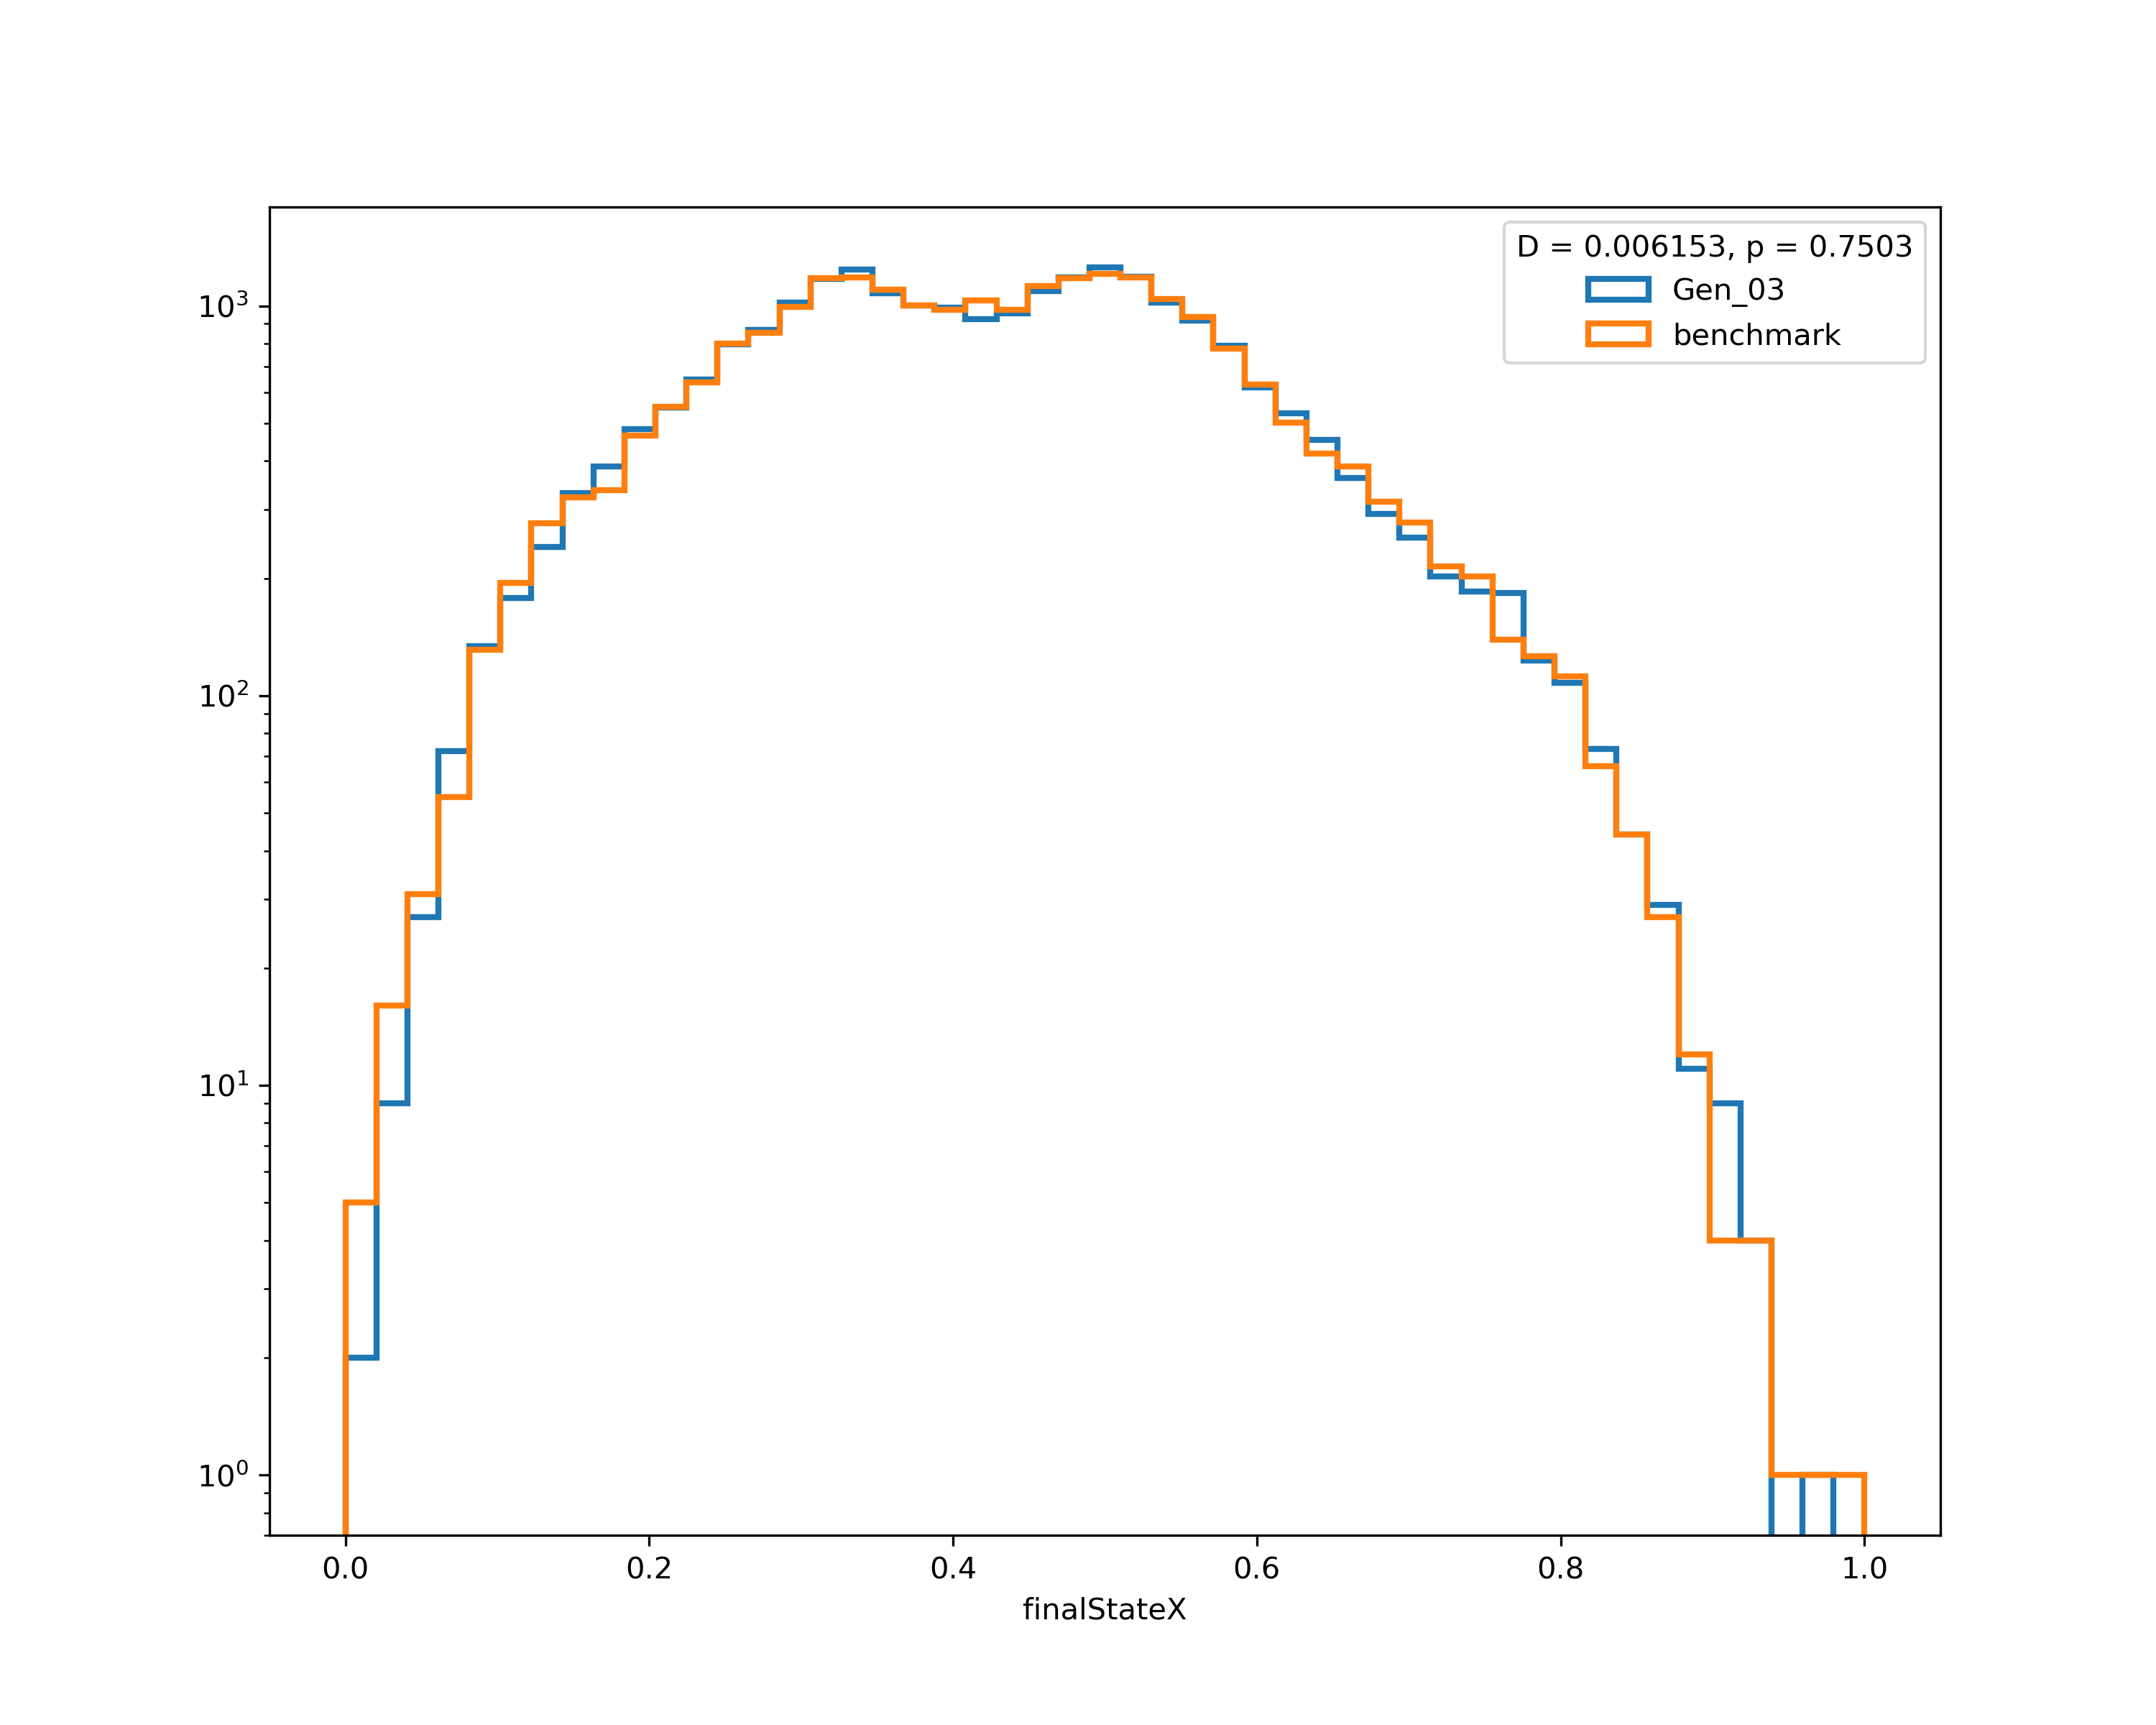 D = 0.006153, p = 0.7503
Gen_03
benchmark
10³
10²
10¹
10⁰
0.0 0.2 0.4 0.6 0.8 1.0
finalStateX